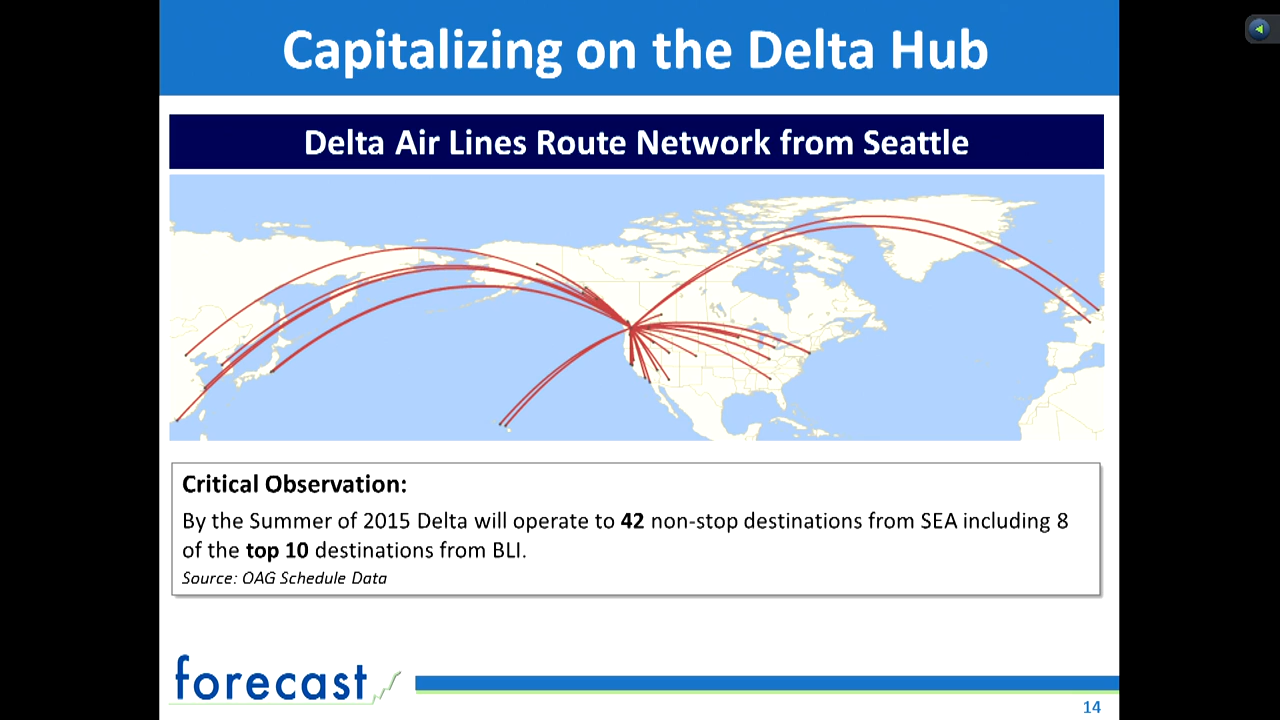 Capitalizing on the Delta Hub
Delta Air Lines Route Network from Seattle
Critical Observation:
By the Summer of 2015 Delta will operate to 42 non-stop destinations from SEA including 8
of the top 10 destinations from BLI.
Source: OAG Schedule Data
forecast
14